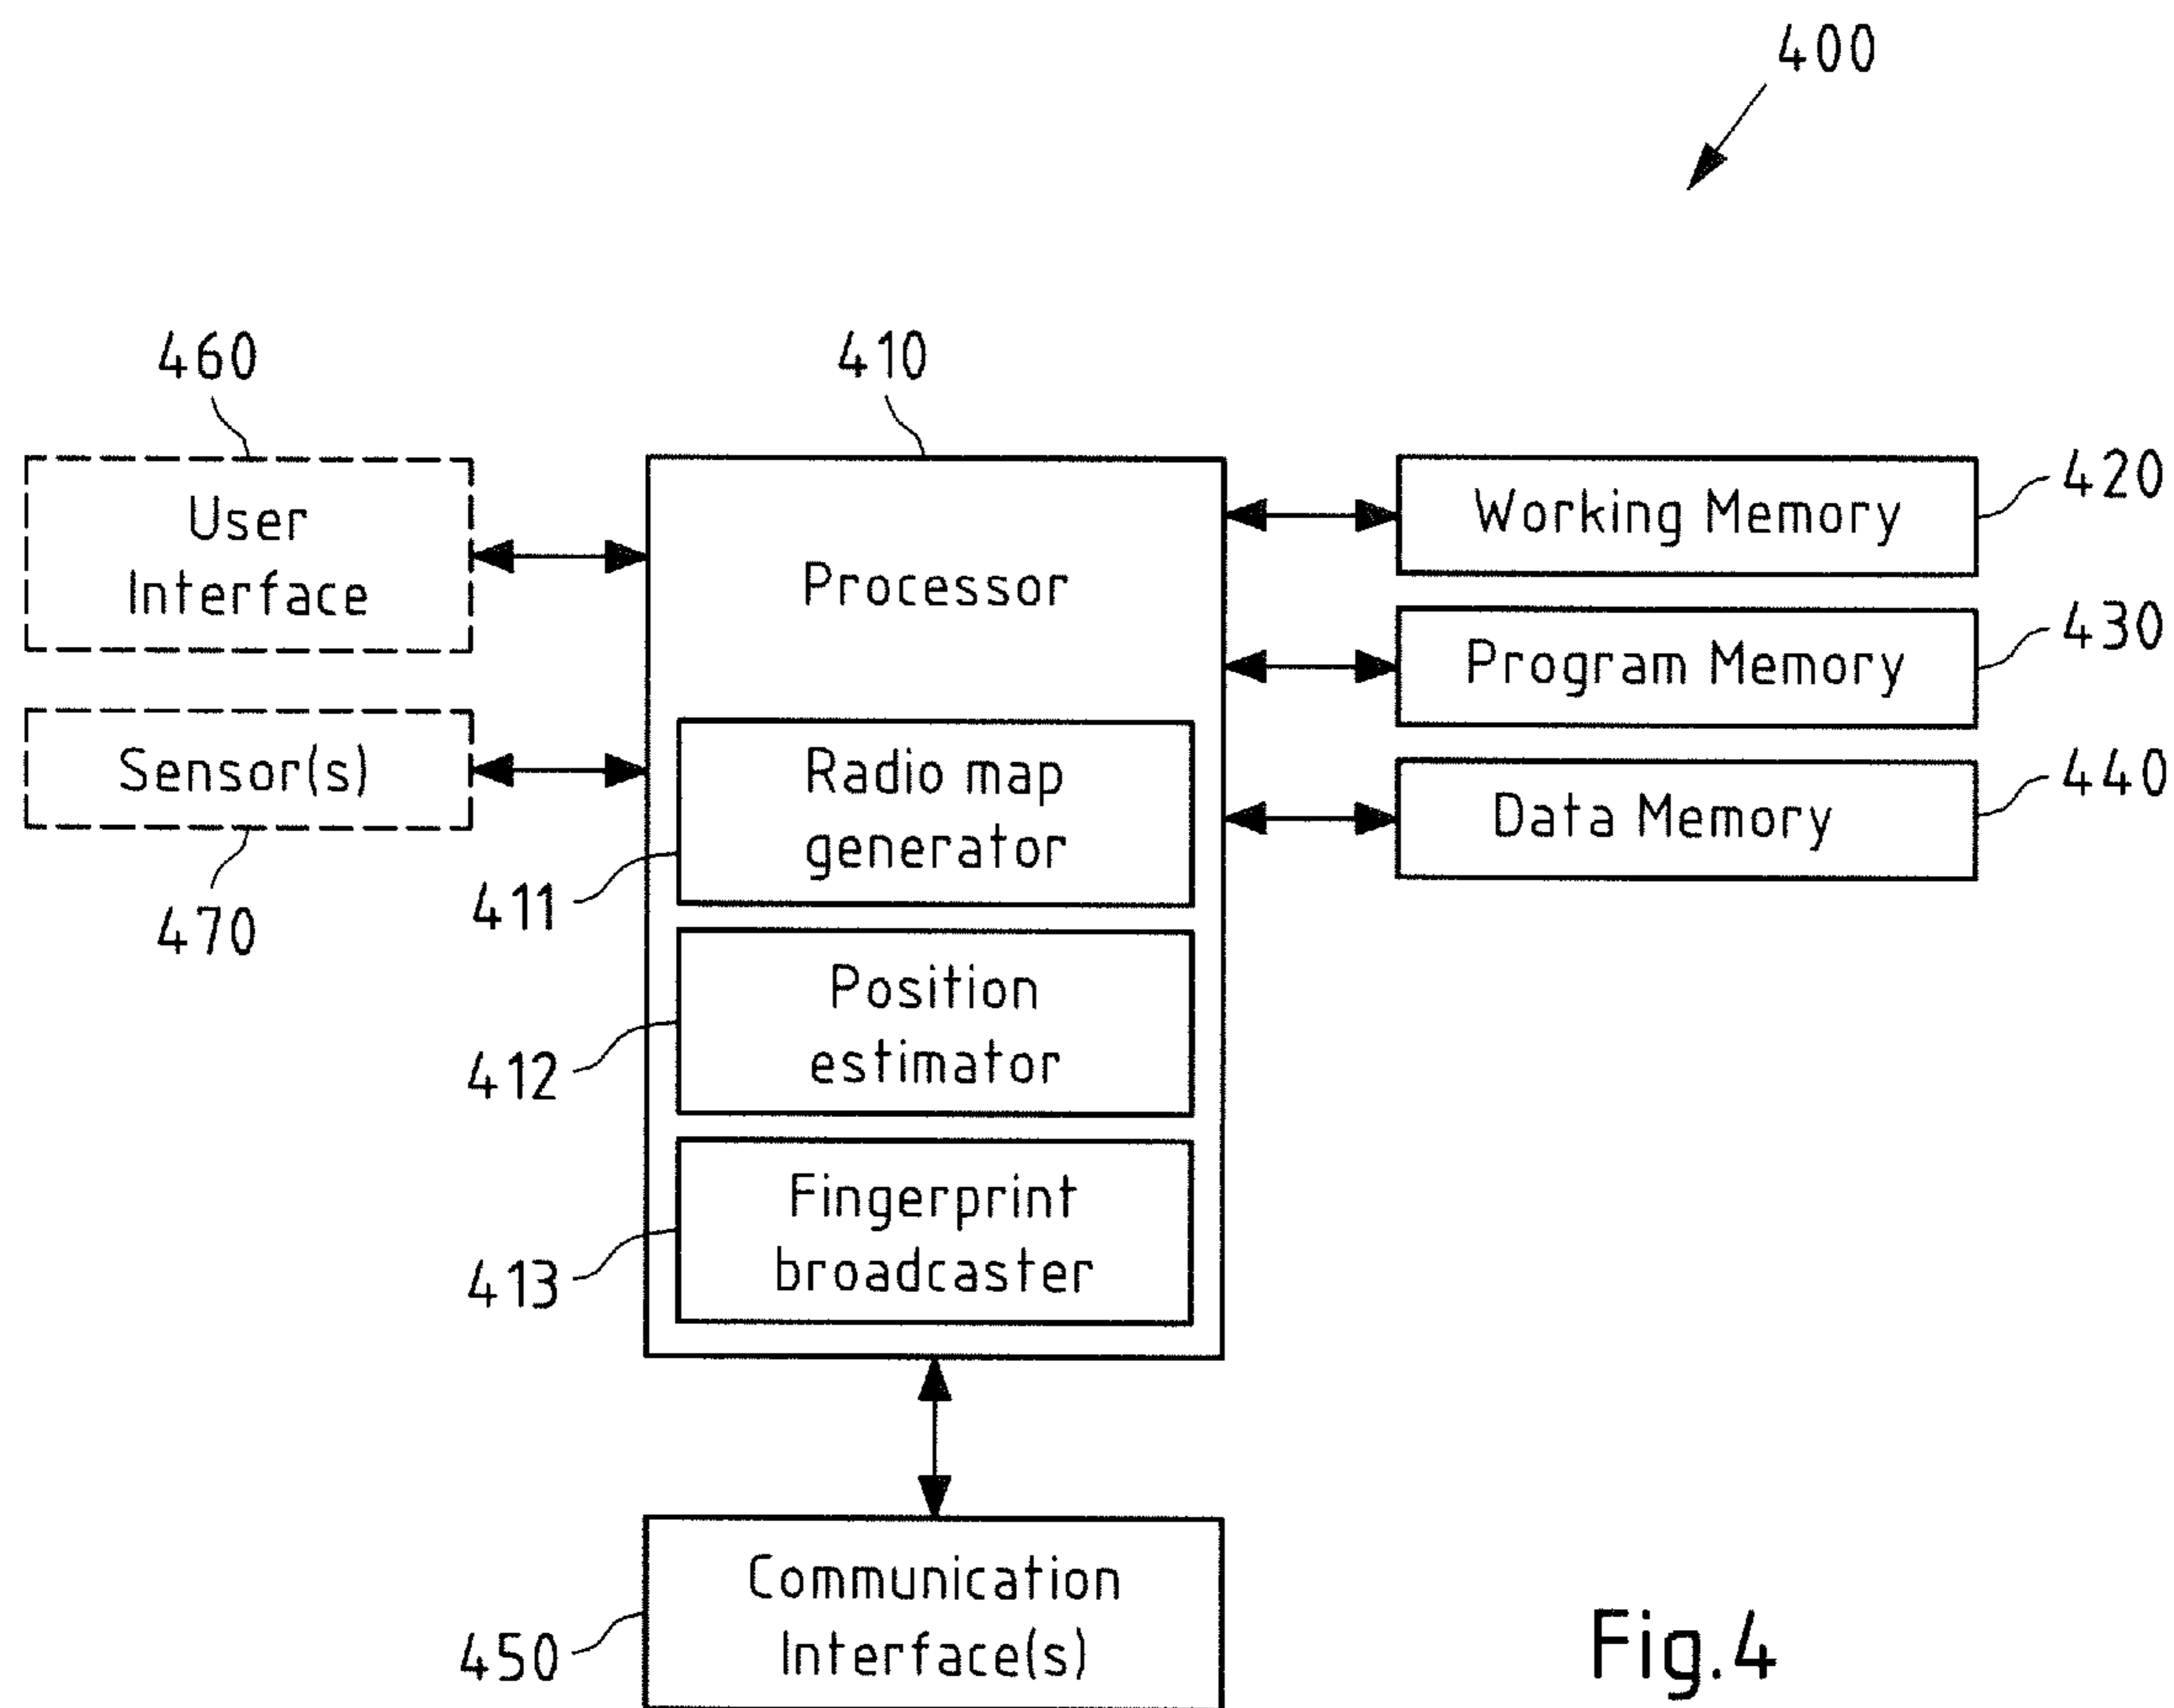 400
460
410
User
Interface
Processor
Working Memory
420
Program Memory
430
Sensor(s)
470
Radio map
generator
411
Data Memory
440
Position
estimator
412
Fingerprint
broadcaster
413
Communication
Interface(s)
450
Fig.4